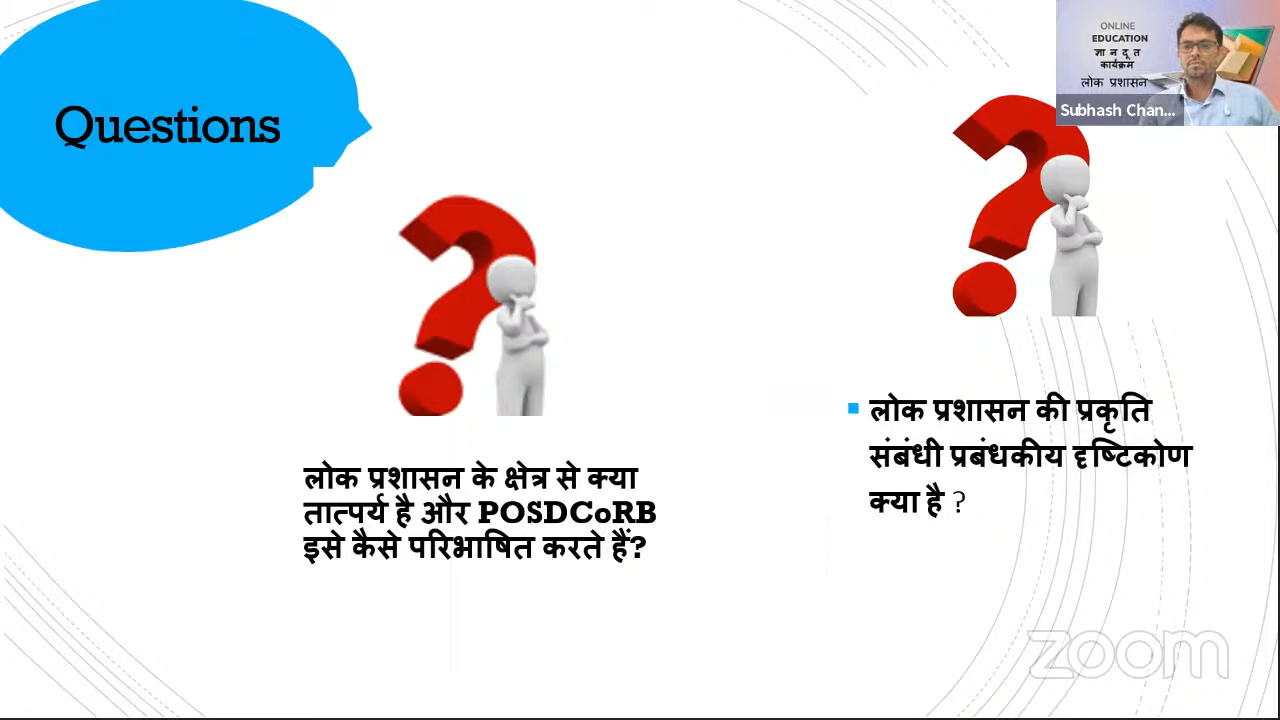 Questions
ONLINE
EDUCATION
ज्ञा न दू त
कार्यक्रम
लोक प्रशासन
Subhash Chan...
लोक प्रशासन के क्षेत्र से क्या
तात्पर्य है और POSDCoRB
इसे कैसे परिभाषित करते हैं?
लोक प्रशासन की प्रकृति
संबंधी प्रबंधकीय दृष्टिकोण
क्या है ?
zoom